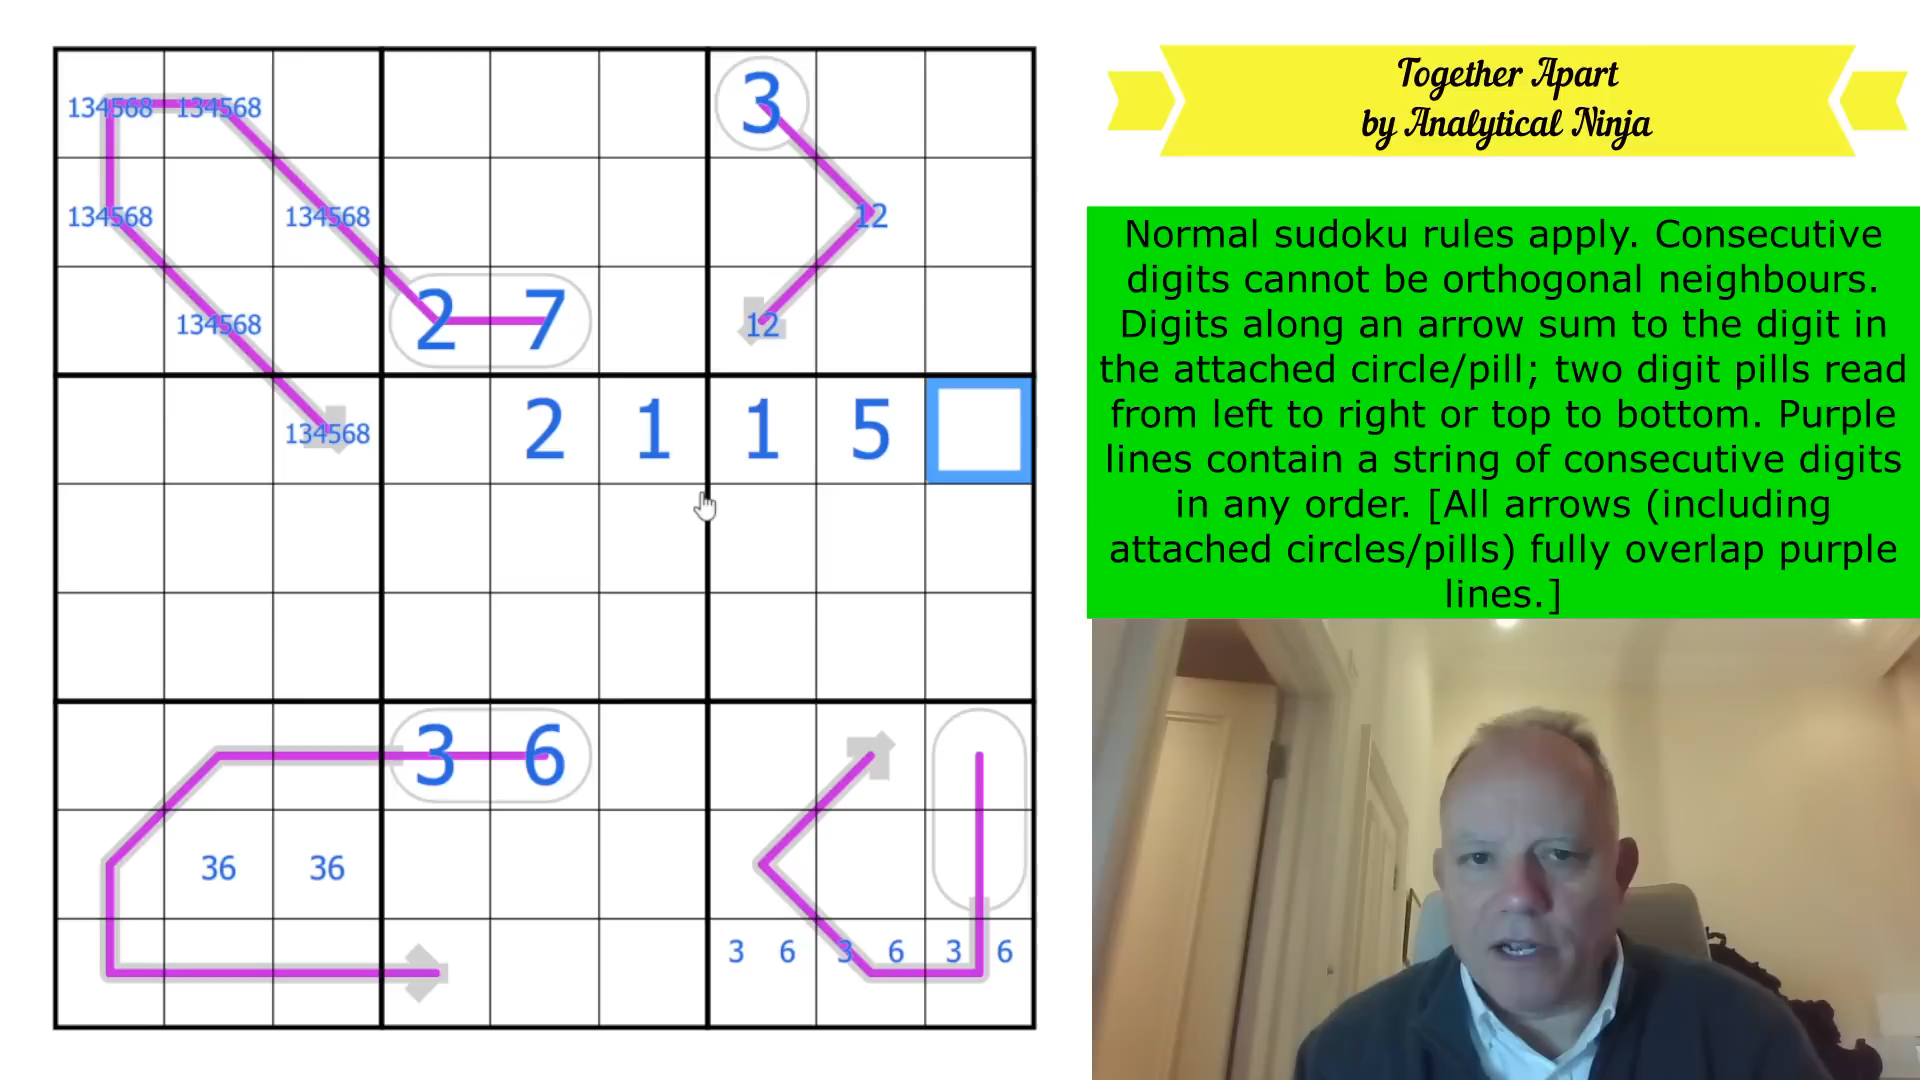 Together Apart
by Analytical Ninja
Normal sudoku rules apply. Consecutive
digits cannot be orthogonal neighbours.
Digits along an arrow sum to the digit in
the attached circle/pill; two digit pills read
from left to right or top to bottom. Purple
lines contain a string of consecutive digits
in any order. [All arrows (including
attached circles/pills) fully overlap purple
lines.]
134568 134568 3
134568 134568 12
134568 2 7 12
134568 2 1 1 5
3 6
36 36
3 6 3 6 3 6